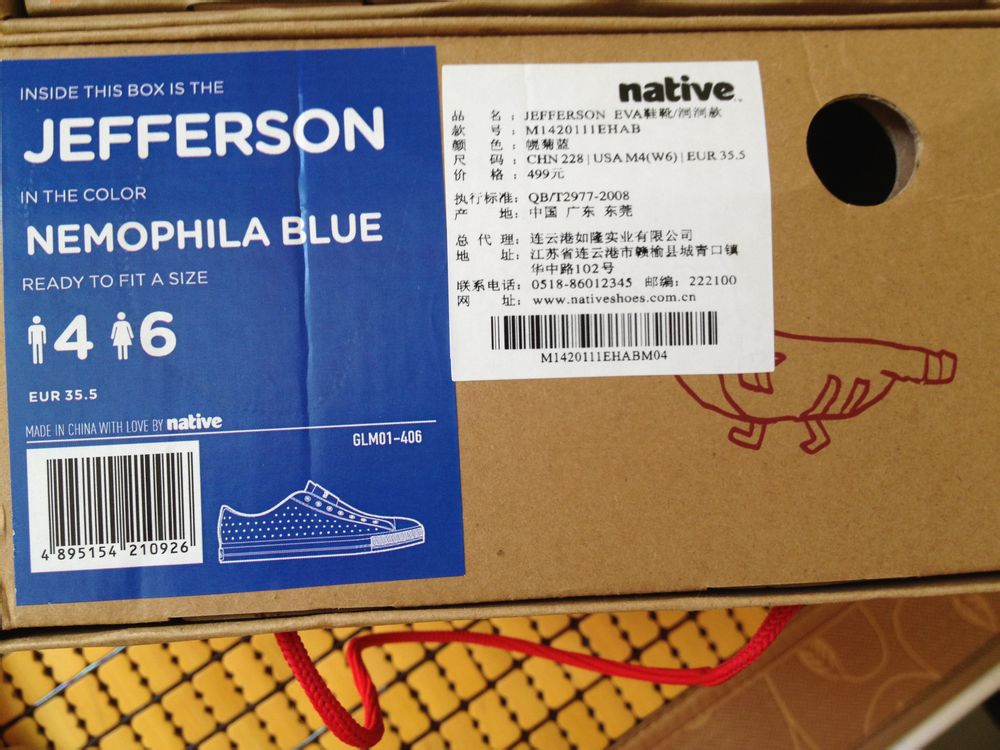 INSIDE THIS BOX IS THE
JEFFERSON
IN THE COLOR
NEMOPHILA BLUE
READY TO FIT A SIZE
4 6
EUR 35.5
MADE IN CHINA WITH LOVE BY native
GLM01-406
4 895154 210926
native
品 名：JEFFERSON EVA鞋靴/洞洞款
款 号：M1420111EHAB
颜 色：幌菊蓝
尺 码：CHN 228 | USA M4(W6) | EUR 35.5
价 格：499元
执行标准：QB/T2977-2008
产 地：中国 广东 东莞
总 代 理：连云港如隆实业有限公司
地 址：江苏省连云港市赣榆县城青口镇
华中路102号
联系电话：0518-86012345 邮编：222100
网 址：www.nativeshoes.com.cn
M1420111EHABM04